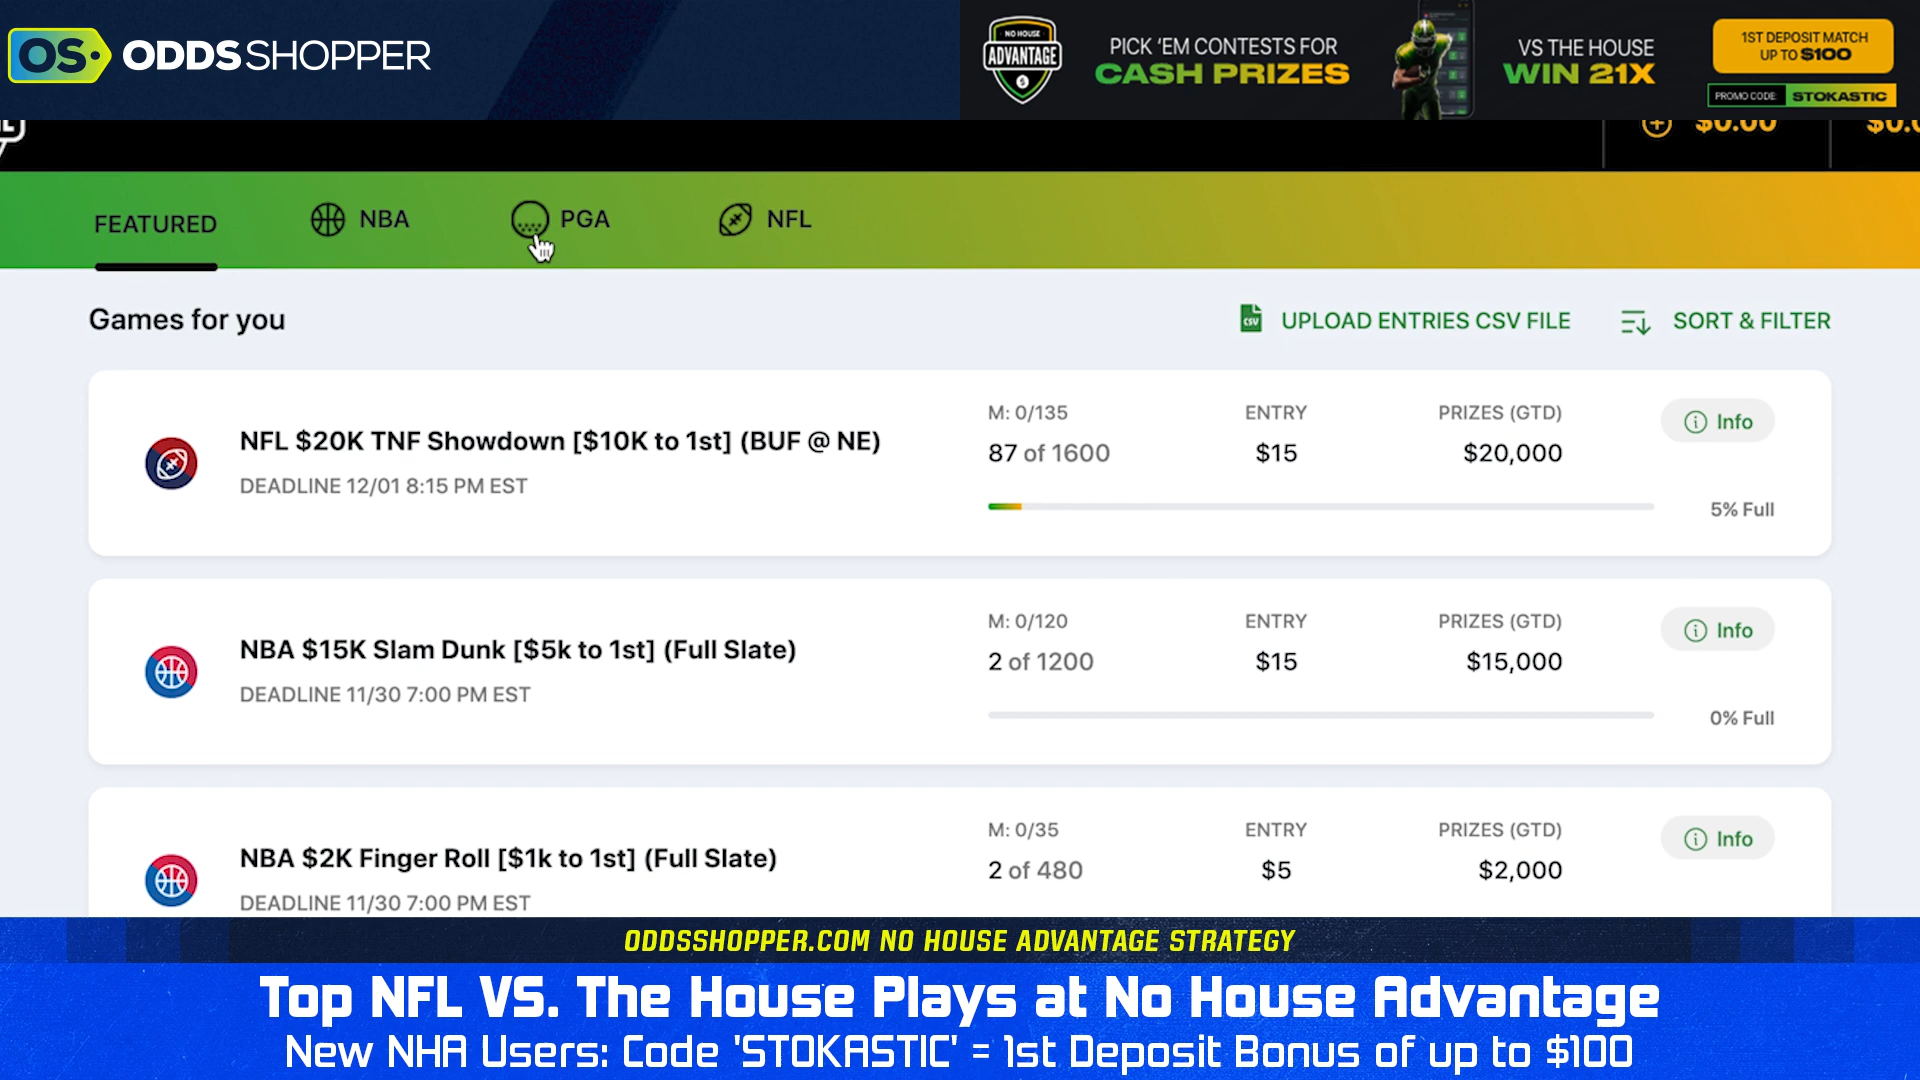 OS ODDSSHOPPER
NO HOUSE
ADVANTAGE
PICK 'EM CONTESTS FOR
CASH PRIZES
VS THE HOUSE
WIN 21X
1ST DEPOSIT MATCH
UP TO $100
PROMO CODE STOKASTIC
$0.00
FEATURED NBA PGA NFL
Games for you
CSV UPLOAD ENTRIES CSV FILE SORT & FILTER
NFL $20K TNF Showdown [$10K to 1st] (BUF @ NE)
DEADLINE 12/01 8:15 PM EST
M: 0/135 ENTRY PRIZES (GTD) Info
87 of 1600 $15 $20,000
5% Full
NBA $15K Slam Dunk [$5k to 1st] (Full Slate)
DEADLINE 11/30 7:00 PM EST
M: 0/120 ENTRY PRIZES (GTD) Info
2 of 1200 $15 $15,000
0% Full
NBA $2K Finger Roll [$1k to 1st] (Full Slate)
DEADLINE 11/30 7:00 PM EST
M: 0/35 ENTRY PRIZES (GTD) Info
2 of 480 $5 $2,000
ODDSSHOPPER.COM NO HOUSE ADVANTAGE STRATEGY
Top NFL VS. The House Plays at No House Advantage
New NHA Users: Code 'STOKASTIC' = 1st Deposit Bonus of up to $100